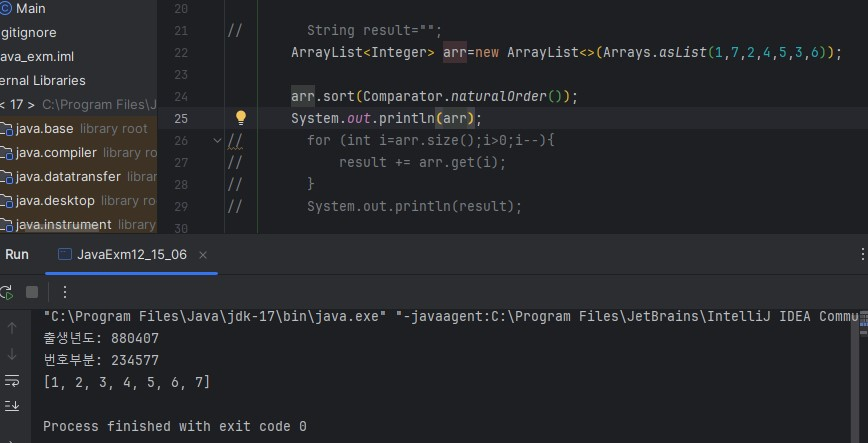 Main
gitignore
ava_exm.iml
ernal Libraries
< 17 > C:\Program Files\J
java.base library root
java.compiler library roo
java.datatransfer library
java.desktop library ro
java.instrument library
20
21 // String result="";
22 ArrayList<Integer> arr=new ArrayList<>(Arrays.asList(1,7,2,4,5,3,6));
23
24 arr.sort(Comparator.naturalOrder());
25 System.out.println(arr);
26 // for (int i=arr.size();i>0;i--){
27 // result += arr.get(i);
28 // }
29 // System.out.println(result);
30
Run JavaExm12_15_06
"C:\Program Files\Java\jdk-17\bin\java.exe" "-javaagent:C:\Program Files\JetBrains\IntelliJ IDEA Commu
출생년도: 880407
번호부분: 234577
[1, 2, 3, 4, 5, 6, 7]
Process finished with exit code 0